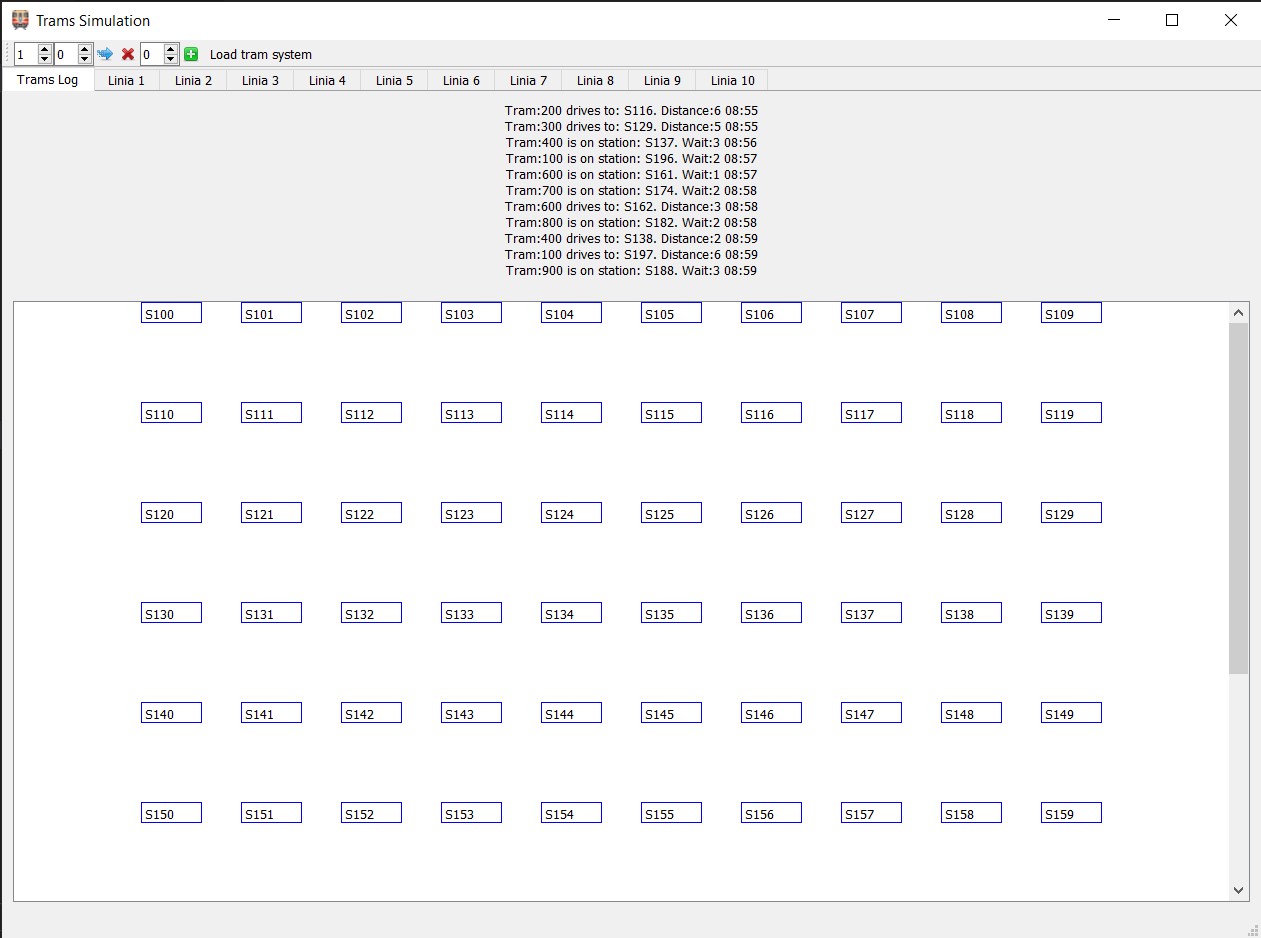 Trams Simulation
1 0 0 Load tram system
Trams Log Linia 1 Linia 2 Linia 3 Linia 4 Linia 5 Linia 6 Linia 7 Linia 8 Linia 9 Linia 10
Tram:200 drives to: S116. Distance:6 08:55
Tram:300 drives to: S129. Distance:5 08:55
Tram:400 is on station: S137. Wait:3 08:56
Tram:100 is on station: S196. Wait:2 08:57
Tram:600 is on station: S161. Wait:1 08:57
Tram:700 is on station: S174. Wait:2 08:58
Tram:600 drives to: S162. Distance:3 08:58
Tram:800 is on station: S182. Wait:2 08:58
Tram:400 drives to: S138. Distance:2 08:59
Tram:100 drives to: S197. Distance:6 08:59
Tram:900 is on station: S188. Wait:3 08:59
S100 S101 S102 S103 S104 S105 S106 S107 S108 S109
S110 S111 S112 S113 S114 S115 S116 S117 S118 S119
S120 S121 S122 S123 S124 S125 S126 S127 S128 S129
S130 S131 S132 S133 S134 S135 S136 S137 S138 S139
S140 S141 S142 S143 S144 S145 S146 S147 S148 S149
S150 S151 S152 S153 S154 S155 S156 S157 S158 S159